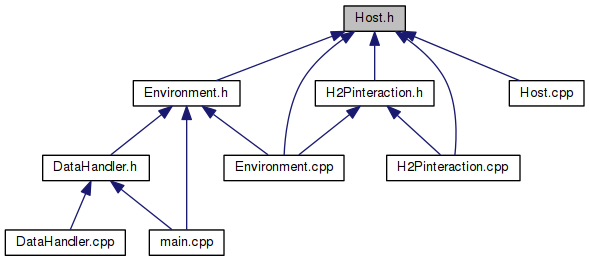 Host.h
Environment.h
H2Pinteraction.h
Host.cpp
DataHandler.h
Environment.cpp
H2Pinteraction.cpp
DataHandler.cpp
main.cpp